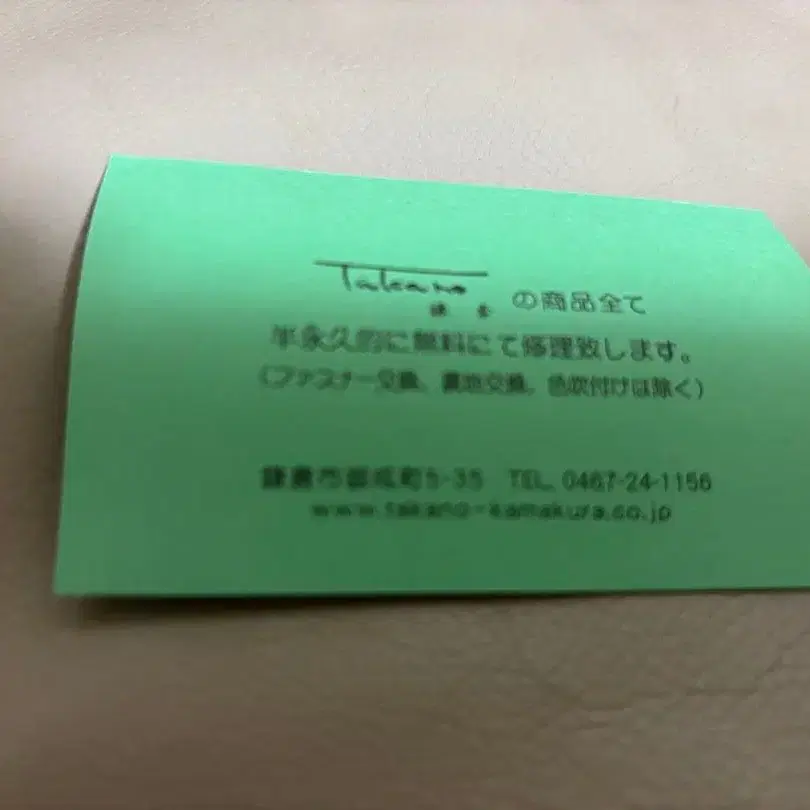 Takano
鎌倉 の商品全て
半永久的に無料にて修理致します。
(ファスナー交換、裏地交換、色吹付けは除く)
鎌倉市御成町5-35 TEL. 0467-24-1156
www.takano-kamakura.co.jp